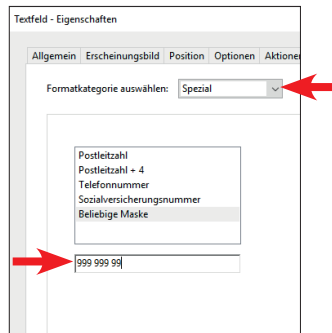 Textfeld - Eigenschaften
Allgemein Erscheinungsbild Position Optionen Aktionen
Formatkategorie auswählen: Spezial
Postleitzahl
Postleitzahl + 4
Telefonnummer
Sozialversicherungsnummer
Beliebige Maske
999 999 99